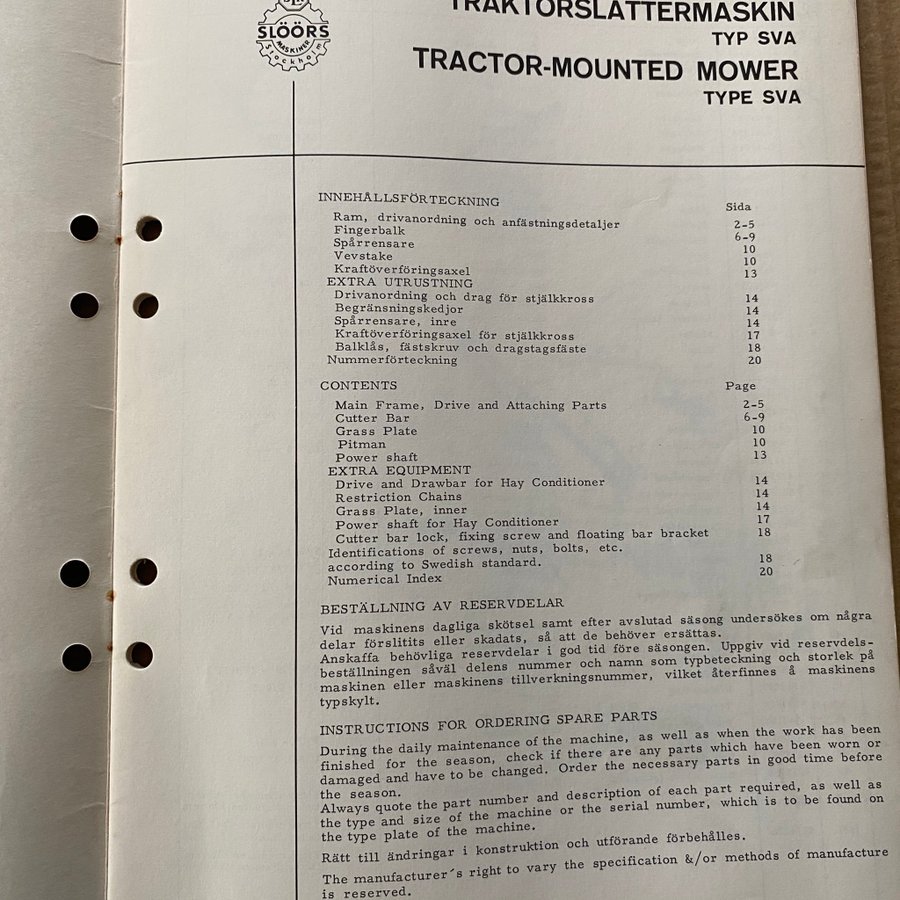 SLÖÖRS
MASKINER
Stockholm
TRAKTORSLÅTTERMASKIN
TYP SVA
TRACTOR-MOUNTED MOWER
TYPE SVA
INNEHÅLLSFÖRTECKNING Sida
Ram, drivanordning och anfästningsdetaljer 2-5
Fingerbalk 6-9
Spårrensare 10
Vevstake 10
Kraftöverföringsaxel 13
EXTRA UTRUSTNING
Drivanordning och drag för stjälkkross 14
Begränsningskedjor 14
Spårrensare, inre 14
Kraftöverföringsaxel för stjälkkross 17
Balklås, fästskruv och dragstagsfäste 18
Nummerförteckning 20
CONTENTS Page
Main Frame, Drive and Attaching Parts 2-5
Cutter Bar 6-9
Grass Plate 10
Pitman 10
Power shaft 13
EXTRA EQUIPMENT
Drive and Drawbar for Hay Conditioner 14
Restriction Chains 14
Grass Plate, inner 14
Power shaft for Hay Conditioner 17
Cutter bar lock, fixing screw and floating bar bracket 18
Identifications of screws, nuts, bolts, etc.
according to Swedish standard. 18
Numerical Index 20
BESTÄLLNING AV RESERVDELAR
Vid maskinens dagliga skötsel samt efter avslutad säsong undersökes om några
delar förslitits eller skadats, så att de behöver ersättas.
Anskaffa behövliga reservdelar i god tid före säsongen. Uppgiv vid reservdels-
beställningen såväl delens nummer och namn som typbeteckning och storlek på
maskinen eller maskinens tillverkningsnummer, vilket återfinnes å maskinens
typskylt.
INSTRUCTIONS FOR ORDERING SPARE PARTS
During the daily maintenance of the machine, as well as when the work has been
finished for the season, check if there are any parts which have been worn or
damaged and have to be changed. Order the necessary parts in good time before
the season.
Always quote the part number and description of each part required, as well as
the type and size of the machine or the serial number, which is to be found on
the type plate of the machine.
Rätt till ändringar i konstruktion och utförande förbehålles.
The manufacturer´s right to vary the specification &/or methods of manufacture
is reserved.